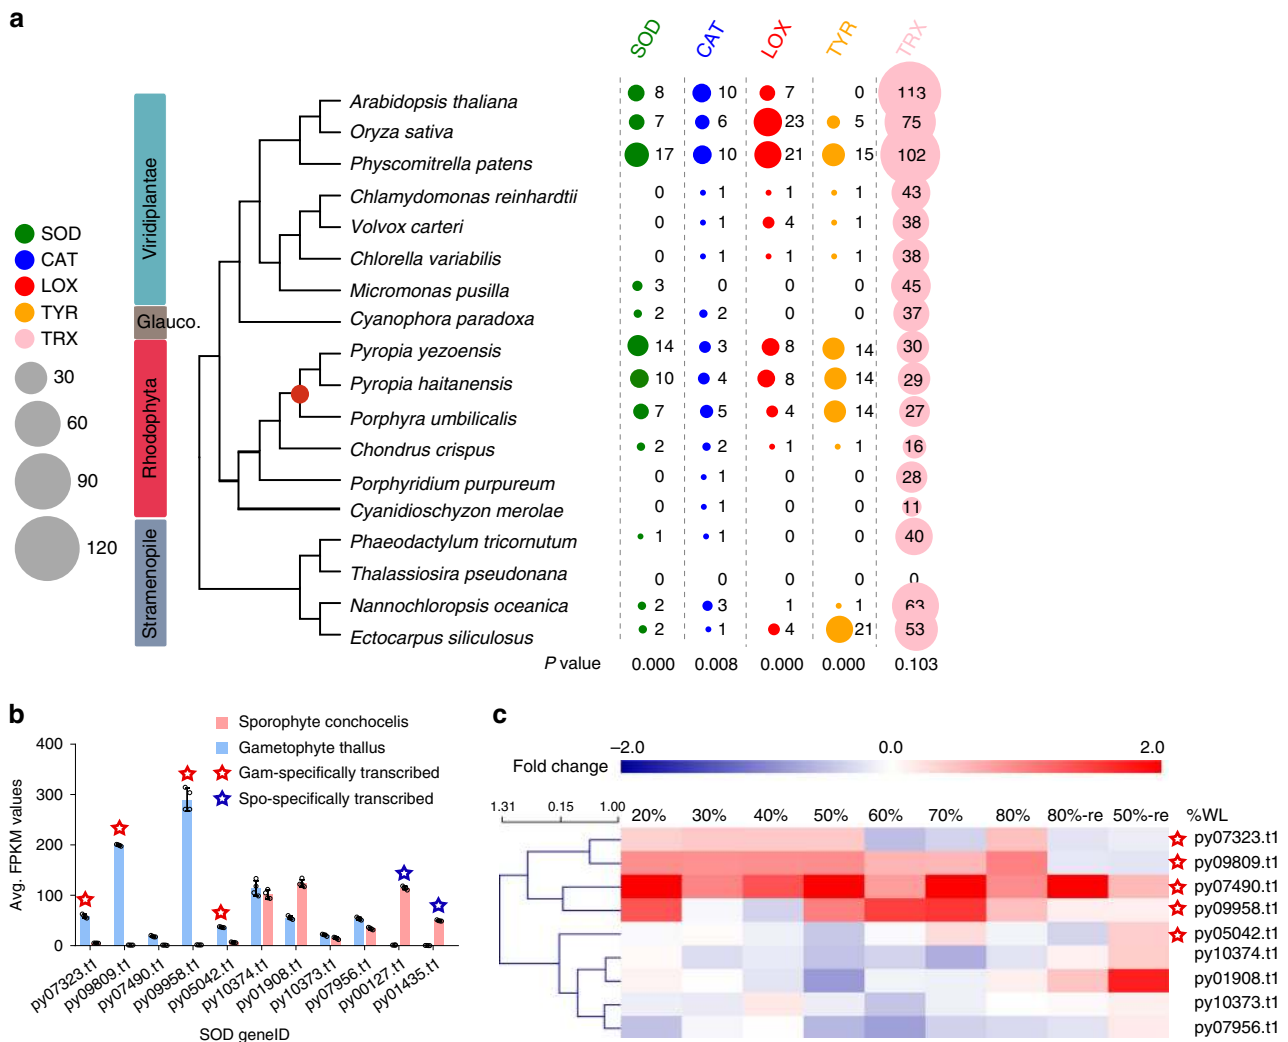 a
SOD CAT LOX TYR TRX
Arabidopsis thaliana 8 10 7 0 113
Oryza sativa 7 6 23 5 75
Physcomitrella patens 17 10 21 15 102
Chlamydomonas reinhardtii 0 1 1 1 43
Volvox carteri 0 1 4 1 38
Chlorella variabilis 0 1 1 1 38
Micromonas pusilla 3 0 0 0 45
Cyanophora paradoxa 2 2 0 0 37
Pyropia yezoensis 14 3 8 14 30
Pyropia haitanensis 10 4 8 14 29
Porphyra umbilicalis 7 5 4 14 27
Chondrus crispus 2 2 1 1 16
Porphyridium purpureum 0 1 0 0 28
Cyanidioschyzon merolae 0 1 0 0 11
Phaeodactylum tricornutum 1 1 0 0 40
Thalassiosira pseudonana 0 0 0 0 0
Nannochloropsis oceanica 2 3 1 1 63
Ectocarpus siliculosus 2 1 4 21 53
P value 0.000 0.008 0.000 0.000 0.103
Viridiplantae
Glauco.
Rhodophyta
Stramenopile
SOD
CAT
LOX
TYR
TRX
30
60
90
120
b
Sporophyte conchocelis
Gametophyte thallus
Gam-specifically transcribed
Spo-specifically transcribed
Avg. FPKM values
400
300
200
100
0
py07323.t1
py09809.t1
py07490.t1
py09958.t1
py05042.t1
py10374.t1
py01908.t1
py10373.t1
py07956.t1
py00127.t1
py01435.t1
SOD geneID
c
−2.0 0.0 2.0
Fold change
1.31 0.15 1.00
20% 30% 40% 50% 60% 70% 80% 80%-re 50%-re %WL
py07323.t1
py09809.t1
py07490.t1
py09958.t1
py05042.t1
py10374.t1
py01908.t1
py10373.t1
py07956.t1